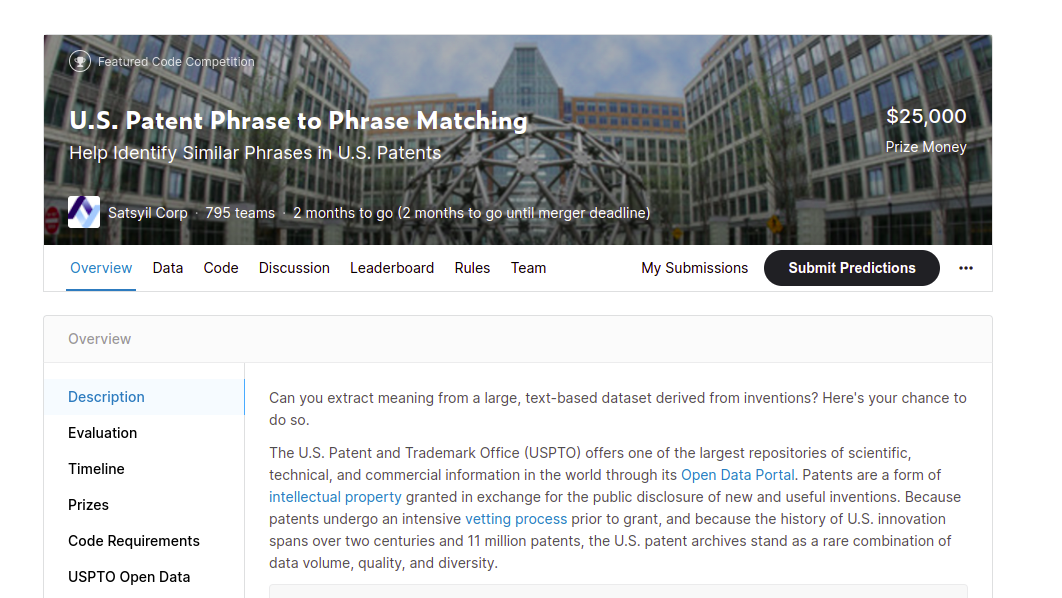 Featured Code Competition
U.S. Patent Phrase to Phrase Matching
$25,000
Help Identify Similar Phrases in U.S. Patents
Prize Money
Satsyil Corp · 795 teams · 2 months to go (2 months to go until merger deadline)
Overview Data Code Discussion Leaderboard Rules Team My Submissions Submit Predictions ···
Overview
Description
Evaluation
Timeline
Prizes
Code Requirements
USPTO Open Data
Can you extract meaning from a large, text-based dataset derived from inventions? Here's your chance to
do so.
The U.S. Patent and Trademark Office (USPTO) offers one of the largest repositories of scientific,
technical, and commercial information in the world through its Open Data Portal. Patents are a form of
intellectual property granted in exchange for the public disclosure of new and useful inventions. Because
patents undergo an intensive vetting process prior to grant, and because the history of U.S. innovation
spans over two centuries and 11 million patents, the U.S. patent archives stand as a rare combination of
data volume, quality, and diversity.